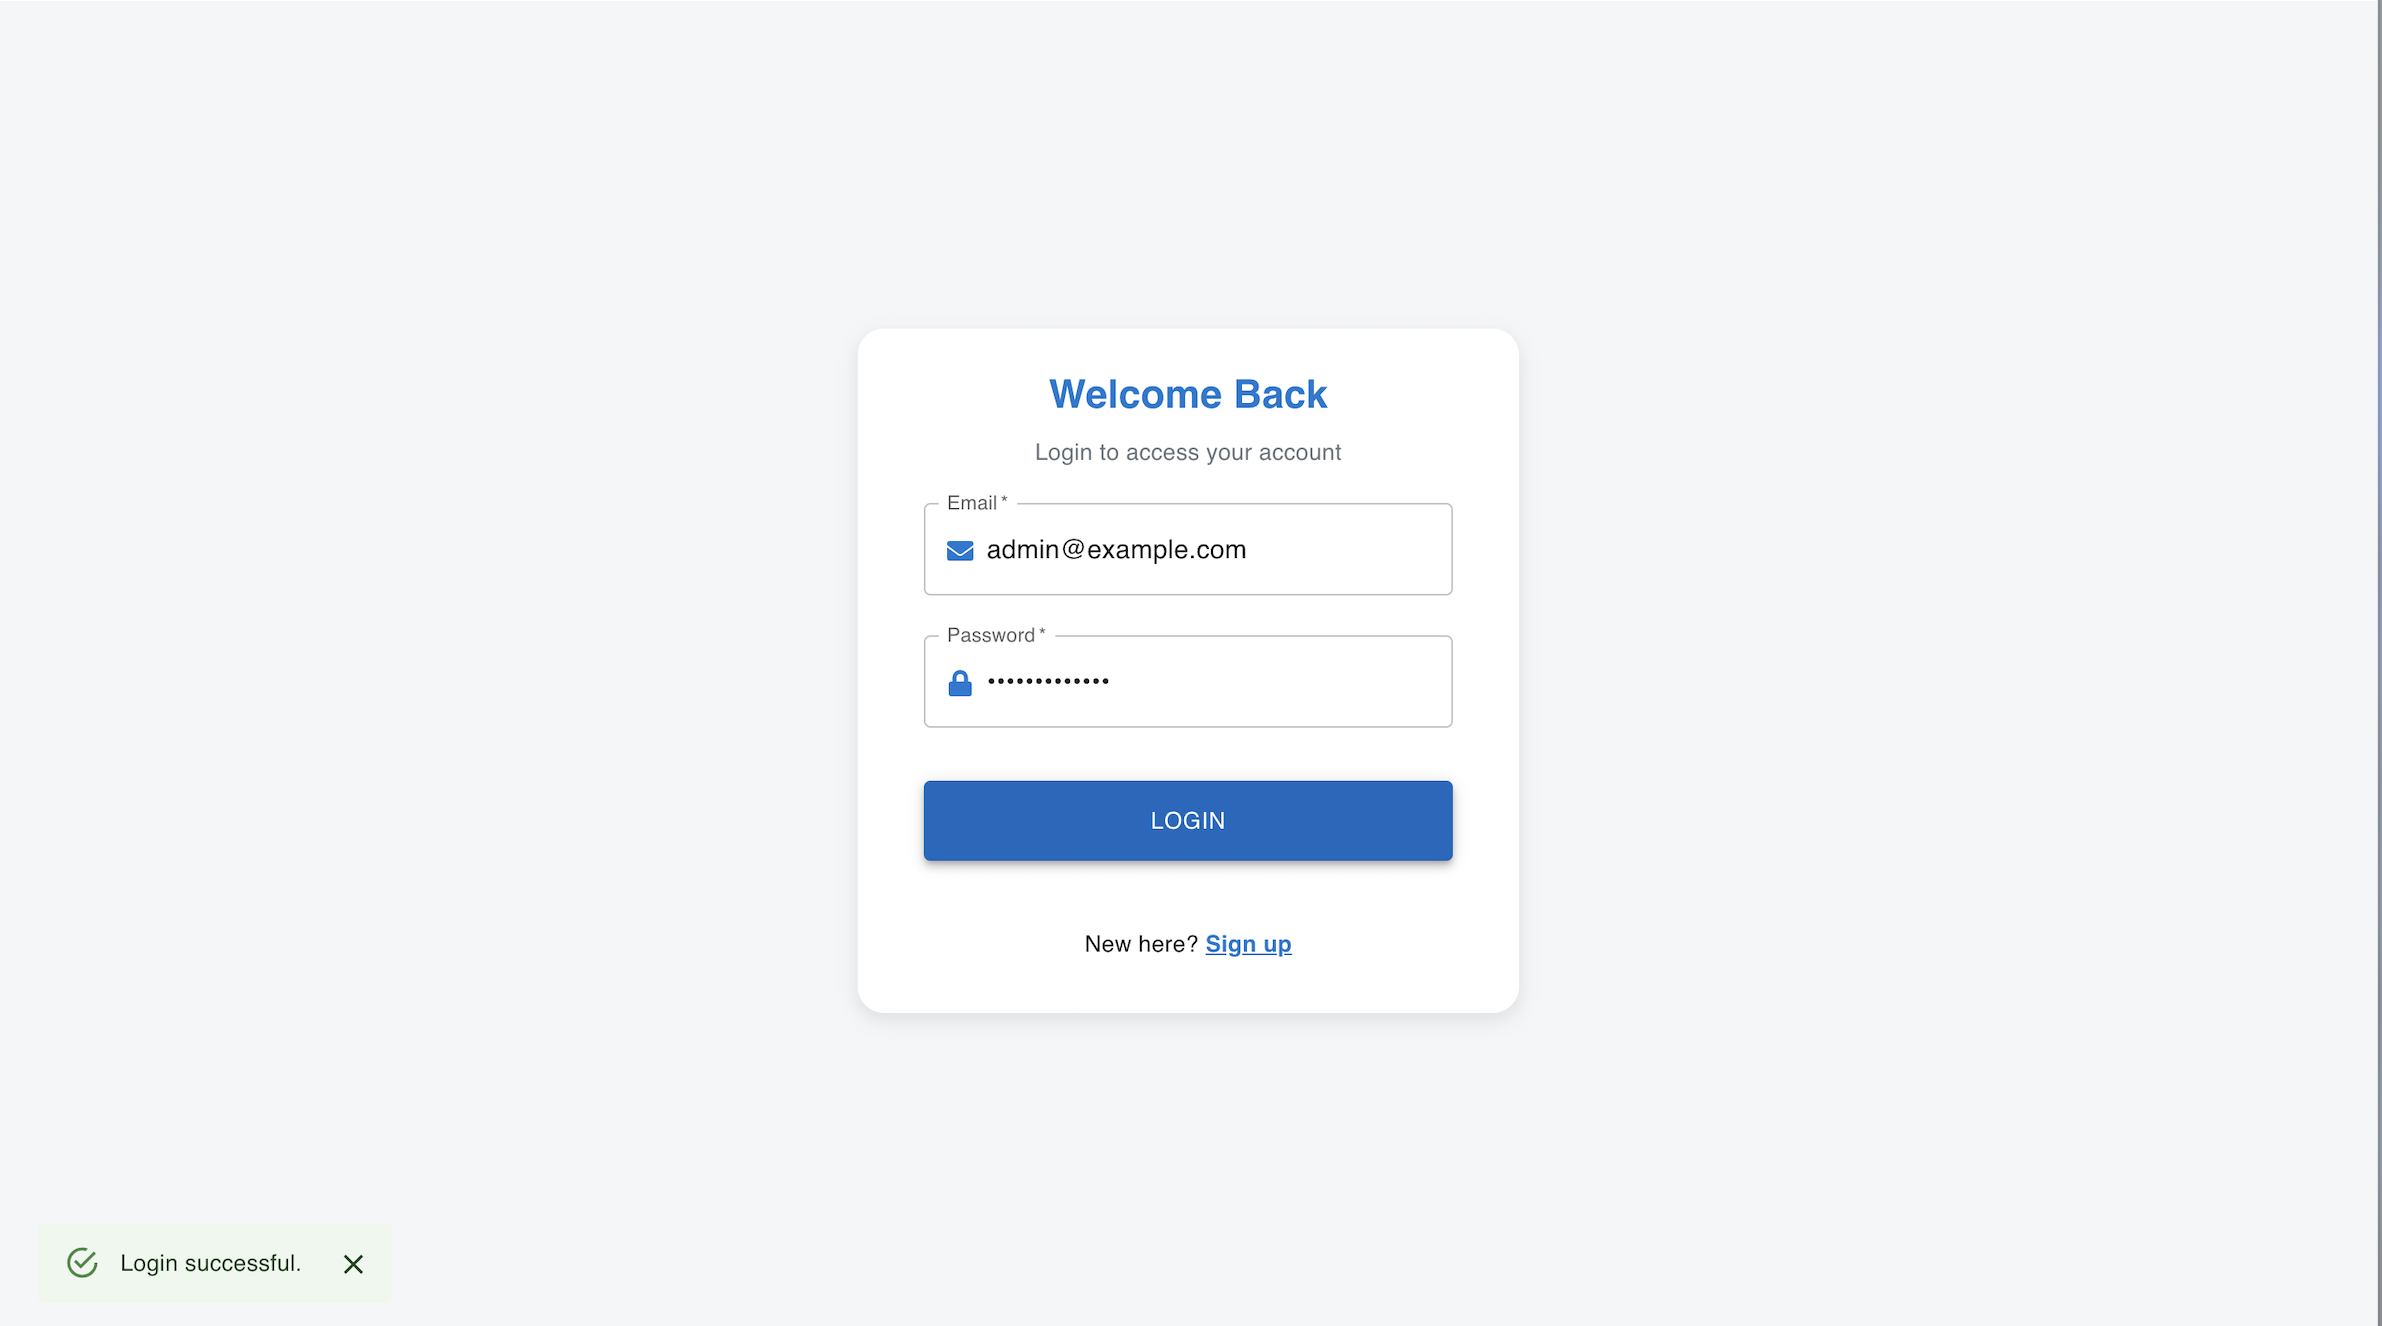 Welcome Back
Login to access your account
Email *
admin@example.com
Password *
•••••••••••••
LOGIN
New here? Sign up
Login successful.